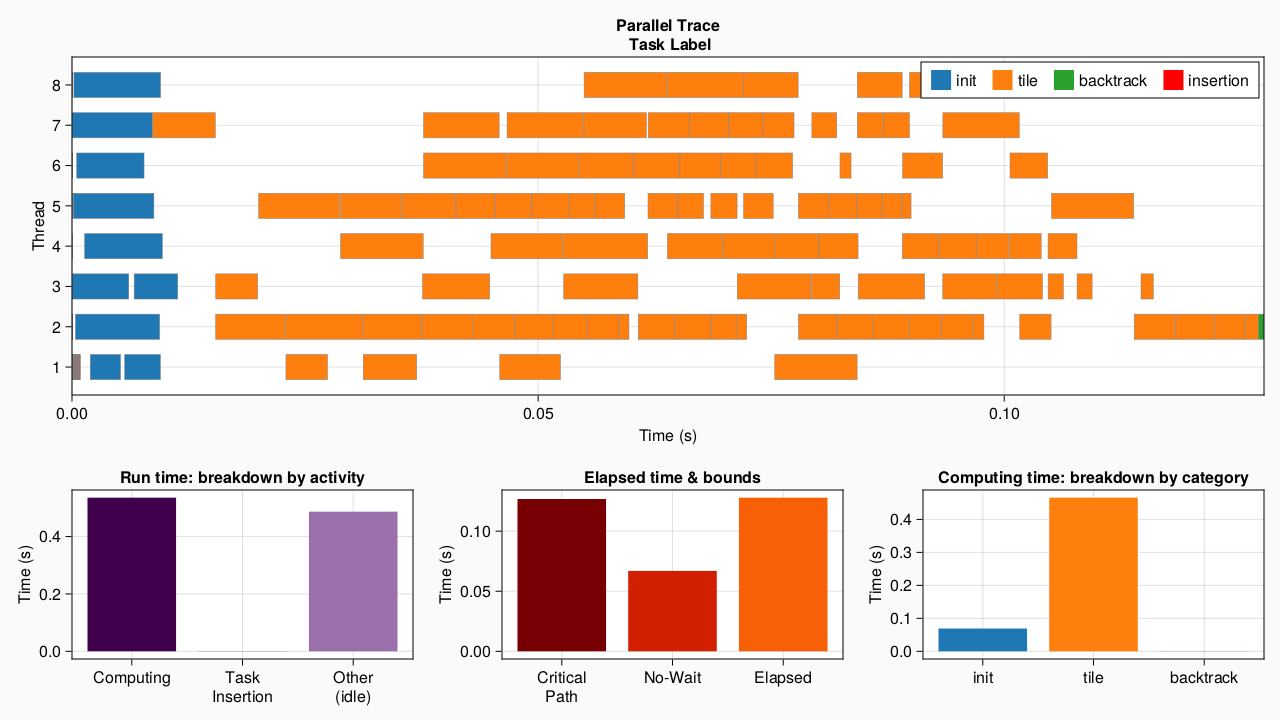 Parallel Trace
Task Label
init tile backtrack insertion
Thread
8
7
6
5
4
3
2
1
0.00 0.05 0.10
Time (s)
Run time: breakdown by activity
Time (s)
0.4
0.2
0.0
Computing Task Insertion Other (idle)
Elapsed time & bounds
Time (s)
0.10
0.05
0.00
Critical Path No-Wait Elapsed
Computing time: breakdown by category
Time (s)
0.4
0.3
0.2
0.1
0.0
init tile backtrack